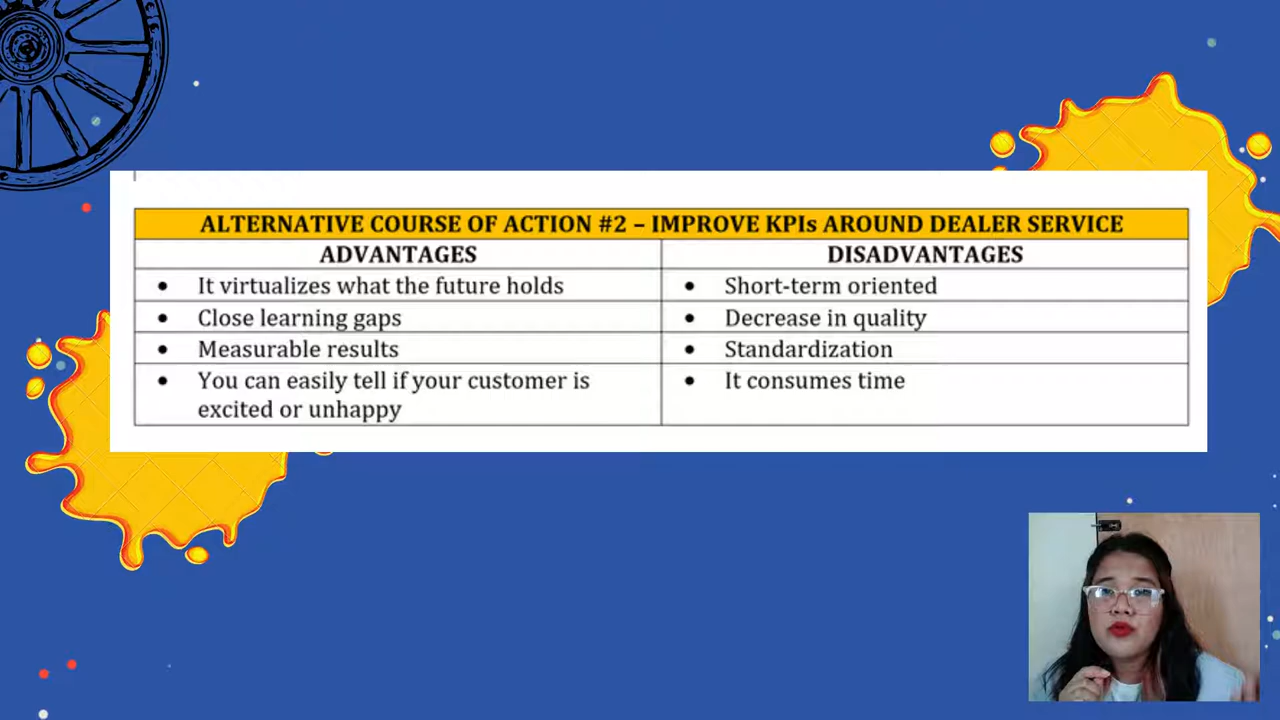 ALTERNATIVE COURSE OF ACTION #2 – IMPROVE KPIs AROUND DEALER SERVICE
ADVANTAGES
DISADVANTAGES
• It virtualizes what the future holds
• Short-term oriented
• Close learning gaps
• Decrease in quality
• Measurable results
• Standardization
• You can easily tell if your customer is
excited or unhappy
• It consumes time